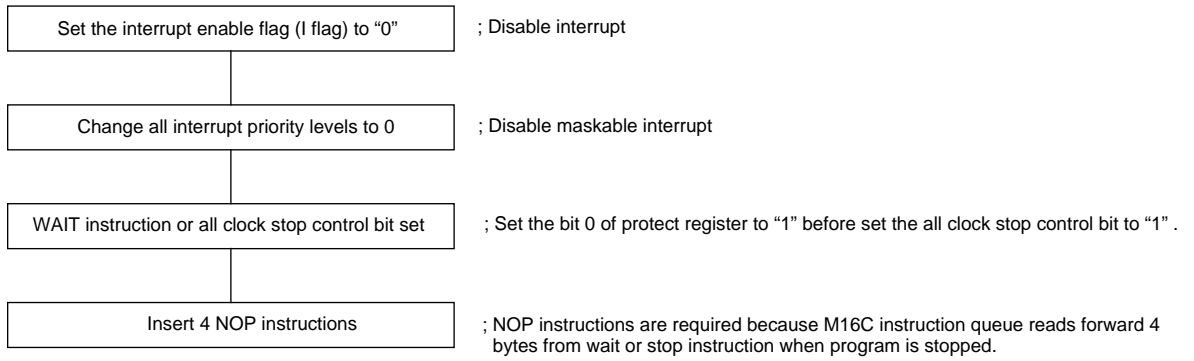 Set the interrupt enable flag (I flag) to “0”
; Disable interrupt
Change all interrupt priority levels to 0
; Disable maskable interrupt
WAIT instruction or all clock stop control bit set
; Set the bit 0 of protect register to “1” before set the all clock stop control bit to “1” .
Insert 4 NOP instructions
; NOP instructions are required because M16C instruction queue reads forward 4
bytes from wait or stop instruction when program is stopped.